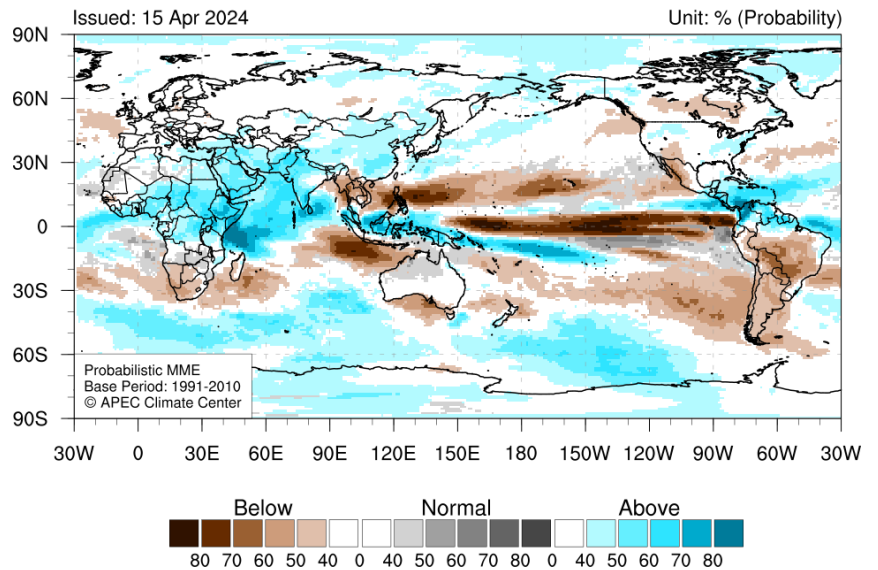 Issued: 15 Apr 2024 Unit: % (Probability)
90N
60N
30N
0
30S
60S
90S
Probabilistic MME
Base Period: 1991-2010
© APEC Climate Center
30W 0 30E 60E 90E 120E 150E 180 150W 120W 90W 60W 30W
Below Normal Above
80 70 60 50 40 0 40 60 70 80 0 40 50 60 70 80